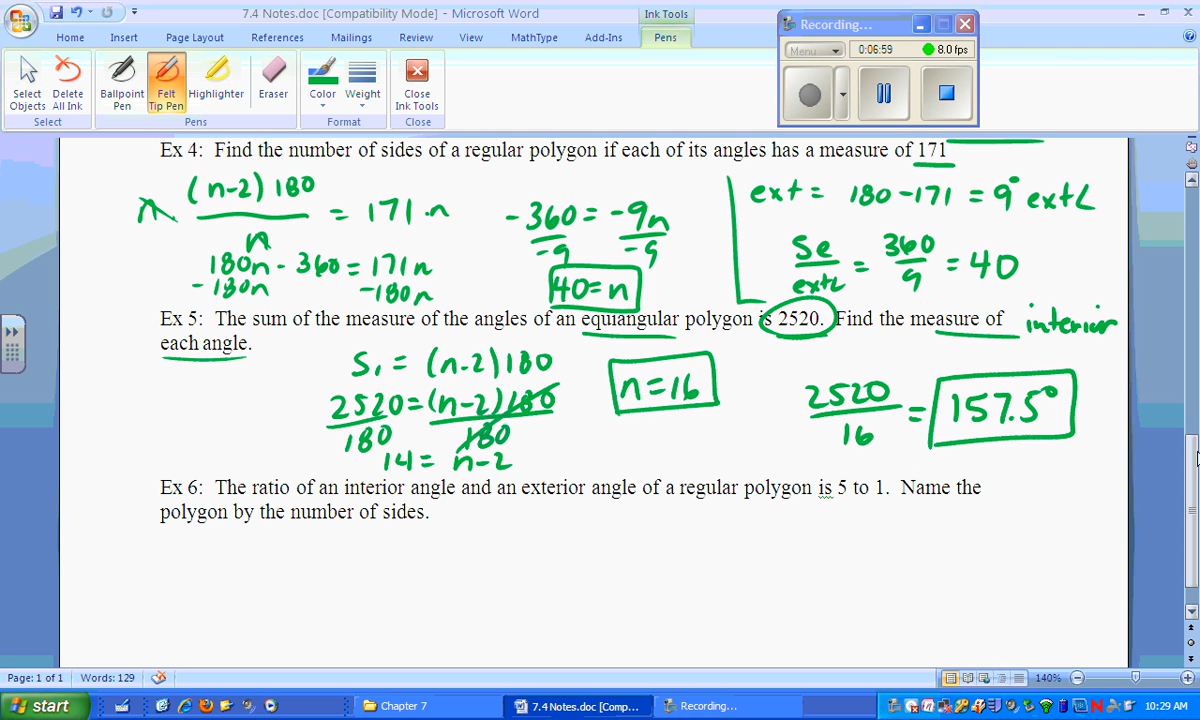 7.4 Notes.doc [Compatibility Mode] - Microsoft Word
Ink Tools
Recording...
Home Insert Page Layout References Mailings Review View MathType Add-Ins Pens
Menu 0:06:59 8.0 fps
Select Objects
Delete All Ink
Ballpoint Pen
Felt Tip Pen
Highlighter
Eraser
Color
Weight
Close Ink Tools
Select Pens Format Close
Ex 4: Find the number of sides of a regular polygon if each of its angles has a measure of 171
n (n-2)180 / n = 171·n
180n - 360 = 171n
-180n -180n
-360 = -9n
-9 -9
40 = n
ext = 180 - 171 = 9° ext∠
Se / ext∠ = 360 / 9 = 40
Ex 5: The sum of the measure of the angles of an equiangular polygon is 2520. Find the measure of interior
each angle.
Si = (n-2)180
2520 = (n-2)180
180 180
14 = n-2
n = 16
2520 / 16 = 157.5°
Ex 6: The ratio of an interior angle and an exterior angle of a regular polygon is 5 to 1. Name the
polygon by the number of sides.
Page: 1 of 1 Words: 129 140%
start Chapter 7 7.4 Notes.doc [Comp... Recording... 10:29 AM